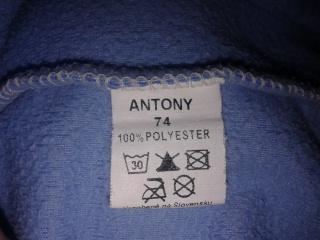 ANTONY
74
100% POLYESTER
30
na Slovensku